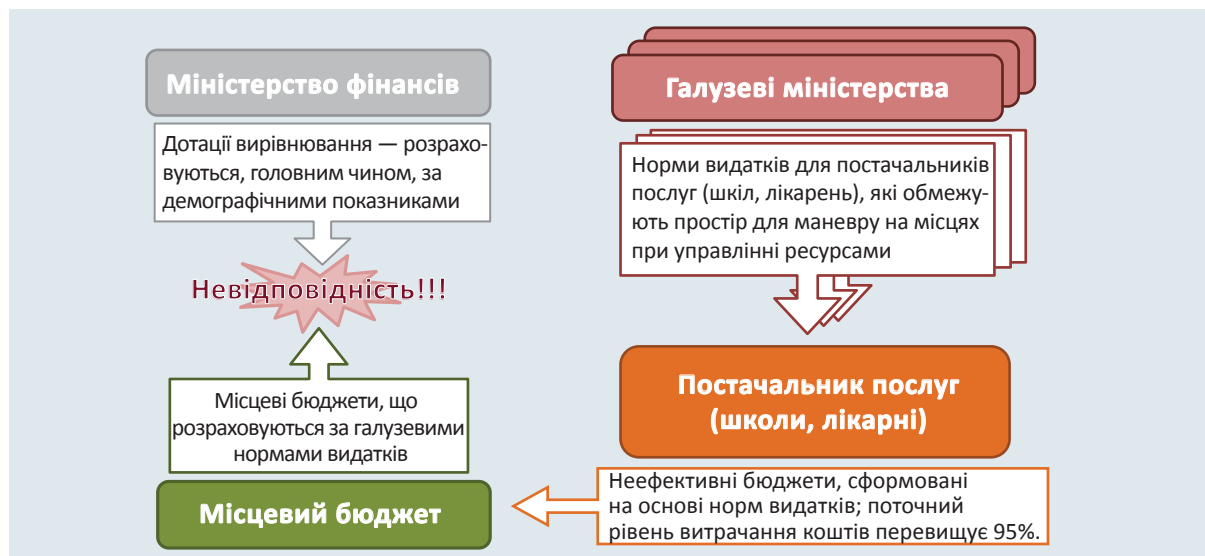 Міністерство фінансів
Дотації вирівнювання — розрахо-
вуються, головним чином, за
демографічними показниками
Невідповідність!!!
Місцеві бюджети, що
розраховуються за галузевими
нормами видатків
Місцевий бюджет
Галузеві міністерства
Норми видатків для постачальників
послуг (шкіл, лікарень), які обмежу-
ють простір для маневру на місцях
при управлінні ресурсами
Постачальник послуг
(школи, лікарні)
Неефективні бюджети, сформовані
на основі норм видатків; поточний
рівень витрачання коштів перевищує 95%.